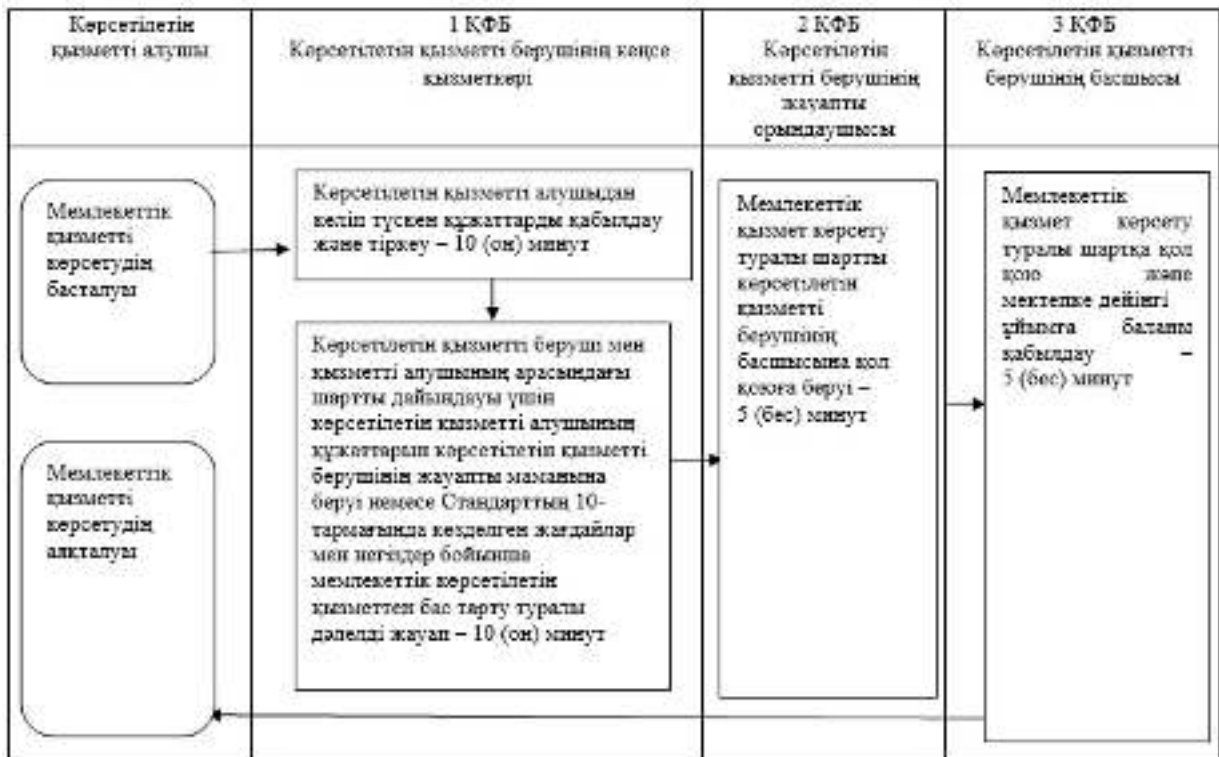 Көрсетілетін
қызметті алушы
1 ҚФБ
Көрсетілетін қызметті берушінің кеңсе
қызметкері
2 ҚФБ
Көрсетілетін
қызметті берушінің
жауапты
орындаушысы
3 ҚФБ
Көрсетілетін қызметті
берушінің басшысы
Мемлекеттік
қызметті
көрсетудің
басталуы
Көрсетілетін қызметті алушыдан
келіп түскен құжаттарды қабылдау
және тіркеу – 10 (он) минут
Көрсетілетін қызметті беруші мен
қызметті алушының арасындағы
шартты дайындауы үшін
көрсетілетін қызметті алушының
құжаттарын көрсетілетін қызметті
берушінің жауапты маманына
беруі немесе Стандарттың 10-
тармағында көзделген жағдайлар
мен негіздер бойынша
мемлекеттік көрсетілетін
қызметтен бас тарту туралы
дәлелді жауап – 10 (он) минут
Мемлекеттік
қызмет көрсету
туралы шартты
көрсетілетін
қызметті
берушінің
басшысына қол
қоюға беруі –
5 (бес) минут
Мемлекеттік
қызмет көрсету
туралы шартқа қол
қою және
мектепке дейінгі
ұйымға баланы
қабылдау –
5 (бес) минут
Мемлекеттік
қызметті
көрсетудің
аяқталуы